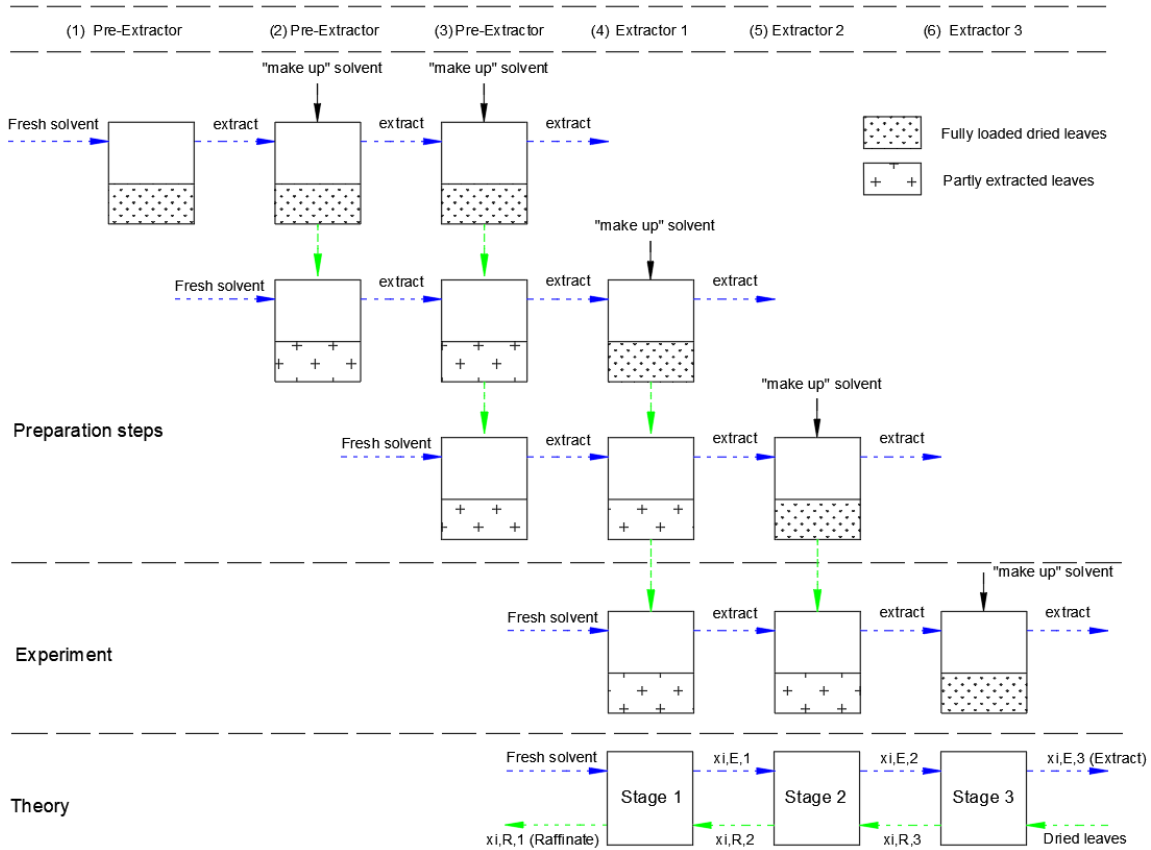 (1) Pre-Extractor (2) Pre-Extractor (3) Pre-Extractor (4) Extractor 1 (5) Extractor 2 (6) Extractor 3
"make up" solvent "make up" solvent
Fresh solvent extract extract extract
Fully loaded dried leaves
Partly extracted leaves
"make up" solvent
Fresh solvent extract extract extract
"make up" solvent
Preparation steps
Fresh solvent extract extract extract
"make up" solvent
Fresh solvent extract extract extract
Experiment
Fresh solvent xi,E,1 xi,E,2 xi,E,3 (Extract)
Theory Stage 1 Stage 2 Stage 3
xi,R,1 (Raffinate) xi,R,2 xi,R,3 Dried leaves